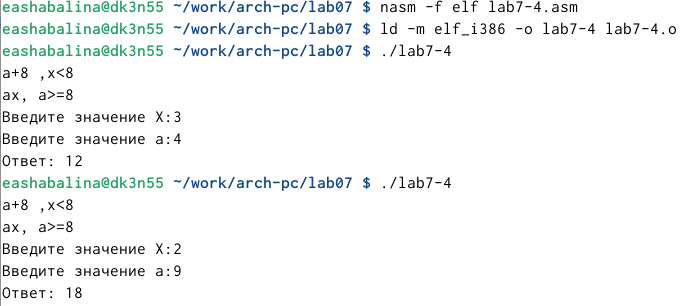 eashabalina@dk3n55 ~/work/arch-pc/lab07 $ nasm -f elf lab7-4.asm
eashabalina@dk3n55 ~/work/arch-pc/lab07 $ ld -m elf_i386 -o lab7-4 lab7-4.o
eashabalina@dk3n55 ~/work/arch-pc/lab07 $ ./lab7-4
a+8 ,x<8
ax, a>=8
Введите значение X:3
Введите значение a:4
Ответ: 12
eashabalina@dk3n55 ~/work/arch-pc/lab07 $ ./lab7-4
a+8 ,x<8
ax, a>=8
Введите значение X:2
Введите значение a:9
Ответ: 18